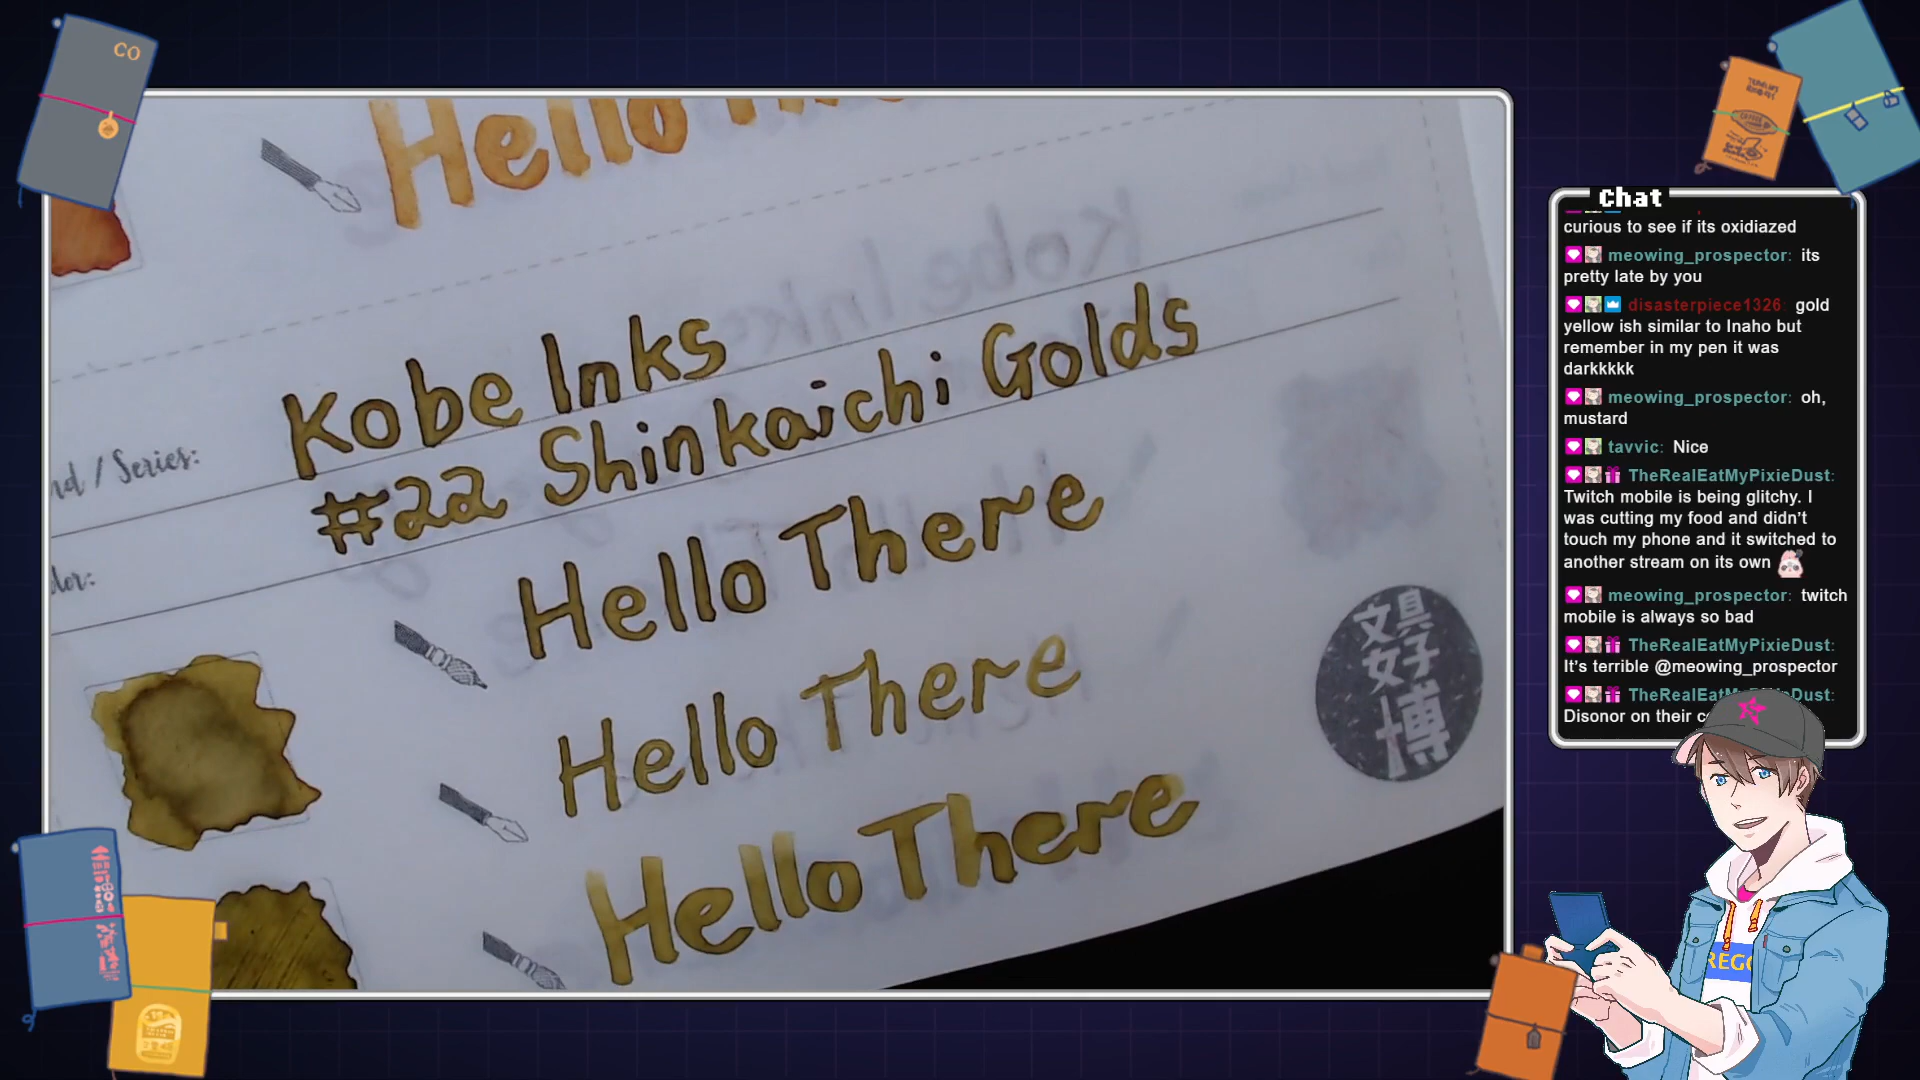 CO
Hello
Kobe Inks
nd / Series:
#22 Shinkaichi Golds
lor:
Hello There
Hello There
Hello There
文具
女子
博
chat
curious to see if its oxidiazed
meowing_prospector: its
pretty late by you
disasterpiece1326: gold
yellow ish similar to Inaho but
remember in my pen it was
darkkkkk
meowing_prospector: oh,
mustard
tavvic: Nice
TheRealEatMyPixieDust:
Twitch mobile is being glitchy. I
was cutting my food and didn't
touch my phone and it switched to
another stream on its own
meowing_prospector: twitch
mobile is always so bad
TheRealEatMyPixieDust:
It's terrible @meowing_prospector
TheRealEatMyPixieDust:
Disonor on their c
REGO